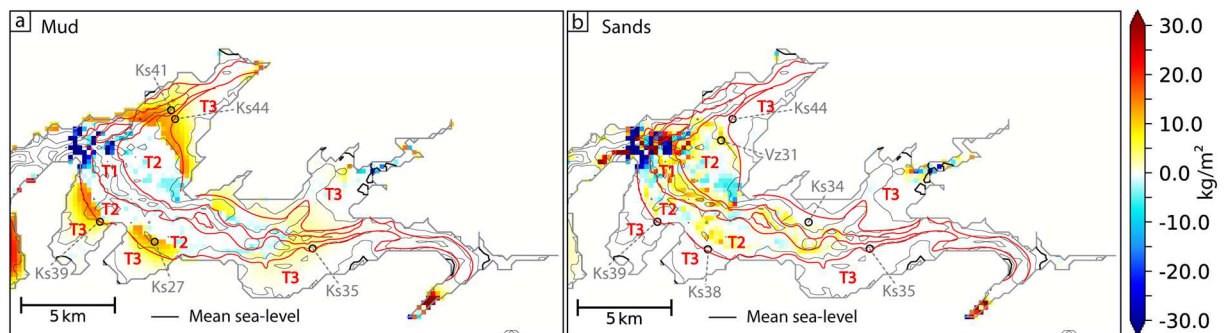 a Mud
Ks41
T3
Ks44
T2
T1
T2
T3
T3
T2
T3
Ks39
Ks27
T3
Ks35
5 km
Mean sea-level
b Sands
T3
Ks44
T2
Vz31
T1
Ks34
T3
T2
T3
T2
T3
T3
Ks39
Ks38
Ks35
5 km
Mean sea-level
30.0
20.0
10.0
0.0
-10.0
-20.0
-30.0
kg/m²